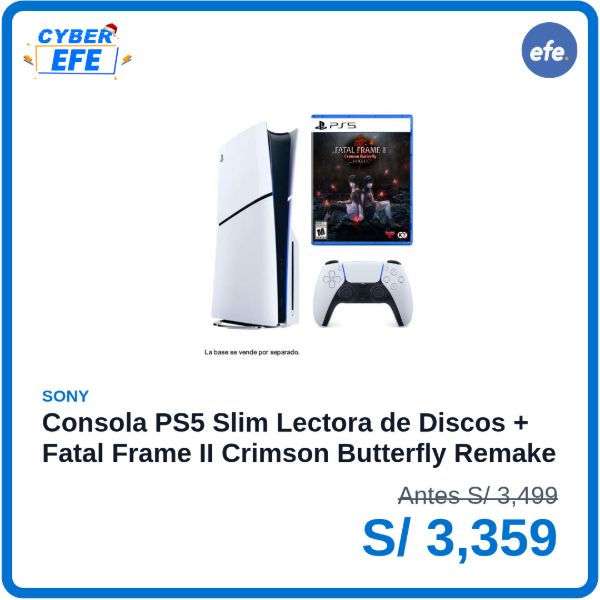 CYBER
EFE
efe.
PS5
FATAL FRAME II
Crimson Butterfly
REMAKE
M
La base se vende por separado.
SONY
Consola PS5 Slim Lectora de Discos +
Fatal Frame II Crimson Butterfly Remake
Antes S/ 3,499
S/ 3,359